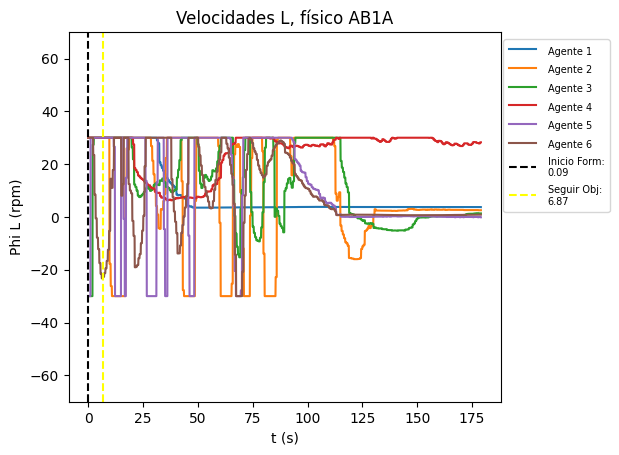 Velocidades L, físico AB1A
Phi L (rpm)
60
40
20
0
−20
−40
−60
0
25
50
75
100
125
150
175
t (s)
Agente 1
Agente 2
Agente 3
Agente 4
Agente 5
Agente 6
Inicio Form:
0.09
Seguir Obj:
6.87